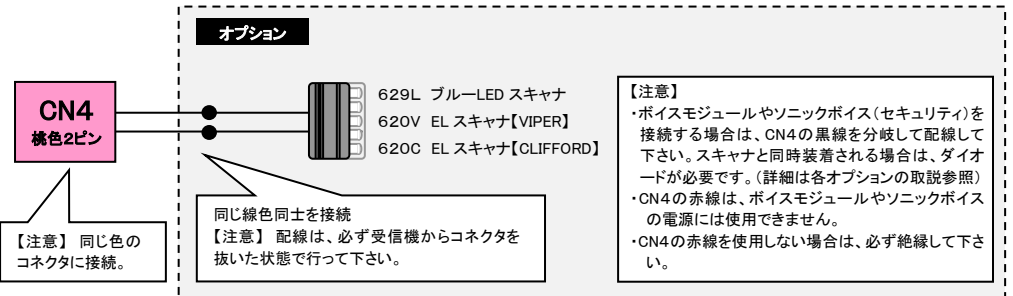 オプション
CN4
桃色2ピン
629L ブルーLED スキャナ
620V EL スキャナ【VIPER】
620C EL スキャナ【CLIFFORD】
【注意】
・ボイスモジュールやソニックボイス（セキュリティ）を
接続する場合は、CN4の黒線を分岐して配線して
下さい。スキャナと同時装着される場合は、ダイオ
ードが必要です。（詳細は各オプションの取説参照）
・CN4の赤線は、ボイスモジュールやソニックボイス
の電源には使用できません。
・CN4の赤線を使用しない場合は、必ず絶縁して下さ
い。
同じ線色同士を接続
【注意】 配線は、必ず受信機からコネクタを
抜いた状態で行って下さい。
【注意】 同じ色の
コネクタに接続。